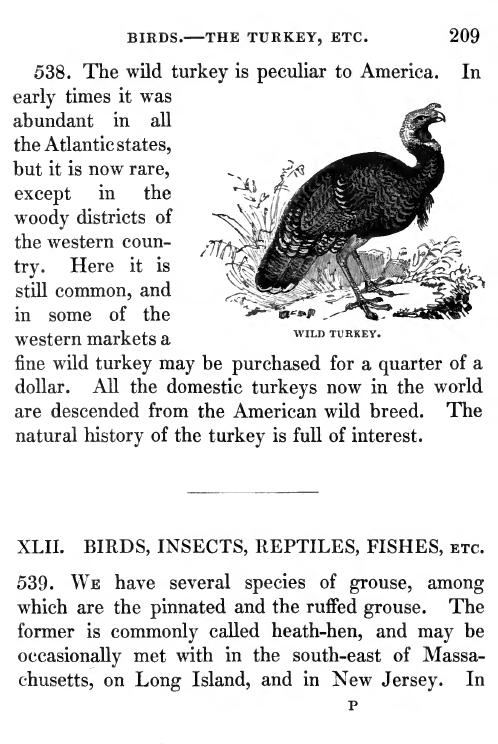 BIRDS.—THE TURKEY, ETC. 209
538. The wild turkey is peculiar to America. In
early times it was
abundant in all
the Atlantic states,
but it is now rare,
except in the
woody districts of
the western coun-
try. Here it is
still common, and
in some of the
western markets a
WILD TURKEY.
fine wild turkey may be purchased for a quarter of a
dollar. All the domestic turkeys now in the world
are descended from the American wild breed. The
natural history of the turkey is full of interest.
XLII. BIRDS, INSECTS, REPTILES, FISHES, ETC.
539. WE have several species of grouse, among
which are the pinnated and the ruffed grouse. The
former is commonly called heath-hen, and may be
occasionally met with in the south-east of Massa-
chusetts, on Long Island, and in New Jersey. In
P